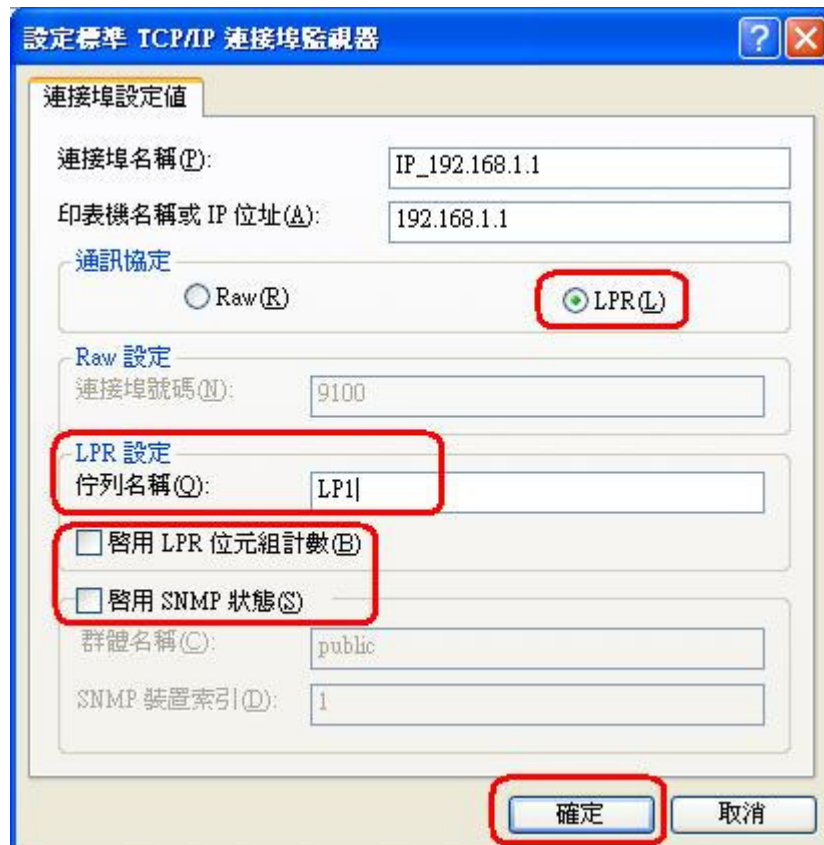 設定標準 TCP/IP 連接埠監視器
連接埠設定值
連接埠名稱(P): IP_192.168.1.1
印表機名稱或 IP 位址(A): 192.168.1.1
通訊協定
Raw(R) LPR(L)
Raw 設定
連接埠號碼(N): 9100
LPR 設定
佇列名稱(Q): LP1
啓用 LPR 位元組計數(B)
啓用 SNMP 狀態(S)
群體名稱(C): public
SNMP 裝置索引(D): 1
確定 取消